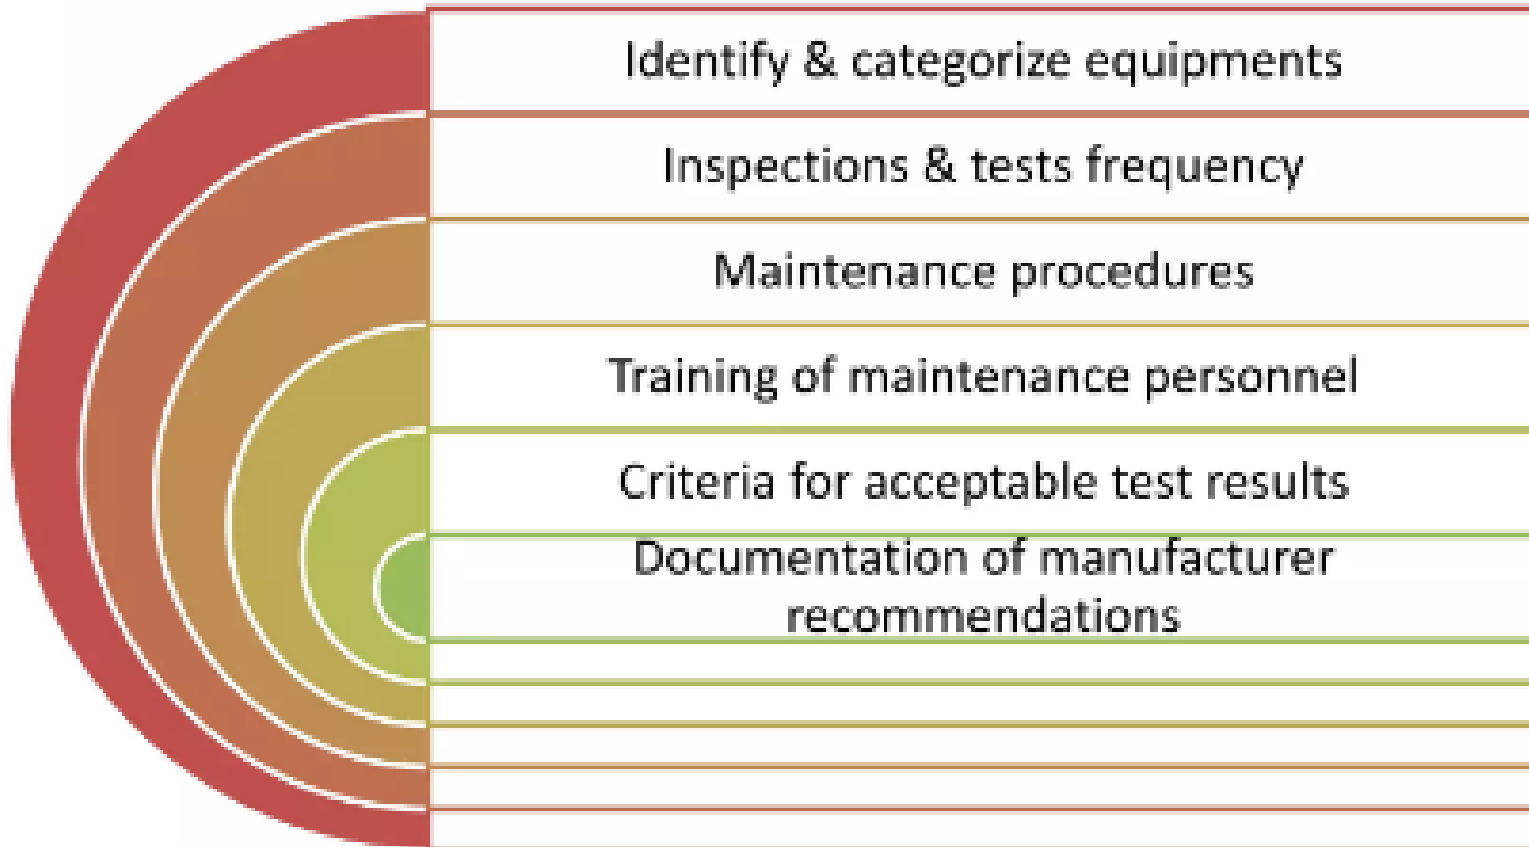 Identify & categorize equipments
Inspections & tests frequency
Maintenance procedures
Training of maintenance personnel
Criteria for acceptable test results
Documentation of manufacturer
recommendations